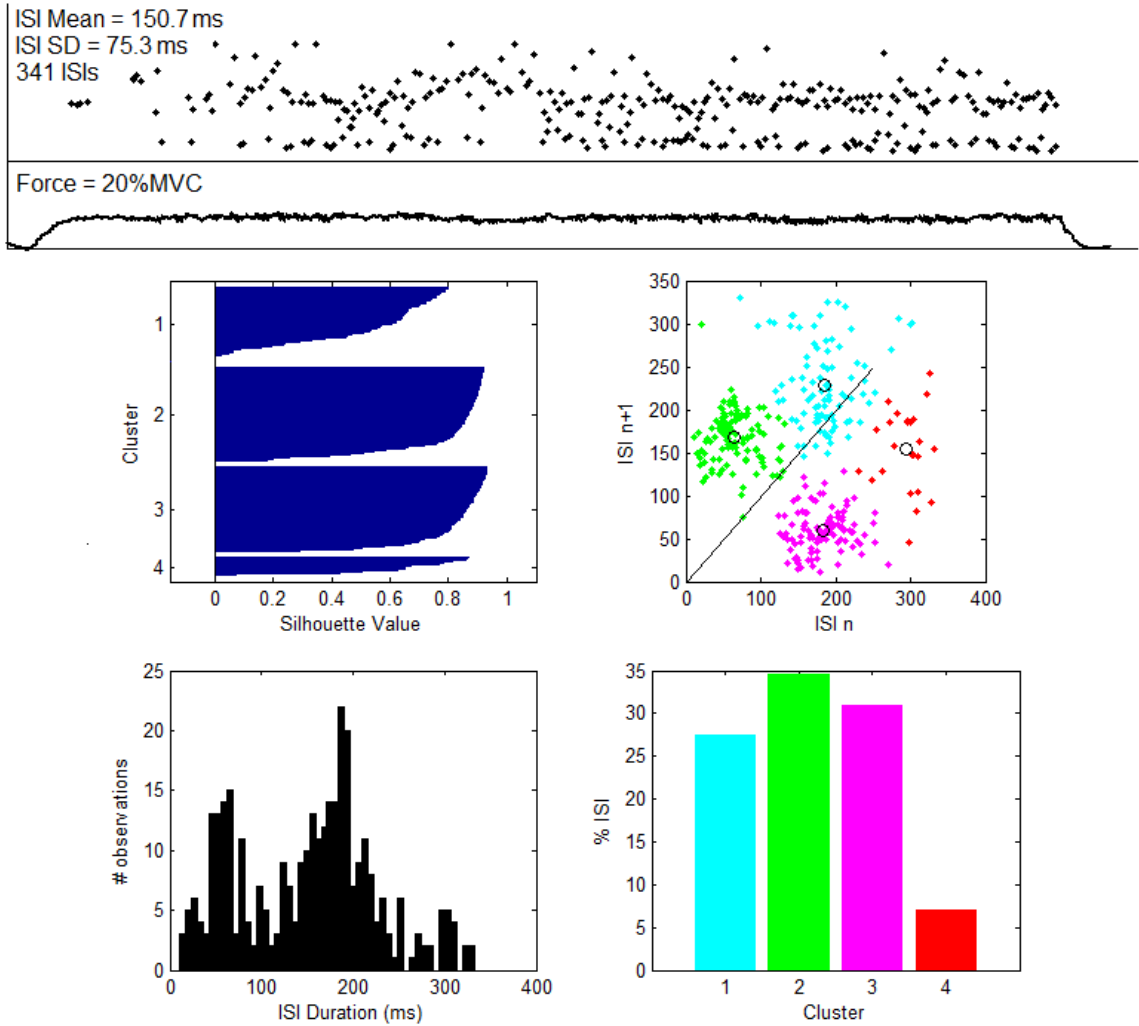 ISI Mean = 150.7 ms
ISI SD = 75.3 ms
341 ISIs
Force = 20%MVC
Cluster
1
2
3
4
0 0.2 0.4 0.6 0.8 1
Silhouette Value
ISI n+1
350
300
250
200
150
100
50
0
0 100 200 300 400
ISI n
# observations
25
20
15
10
5
0
0 100 200 300 400
ISI Duration (ms)
% ISI
35
30
25
20
15
10
5
0
1 2 3 4
Cluster